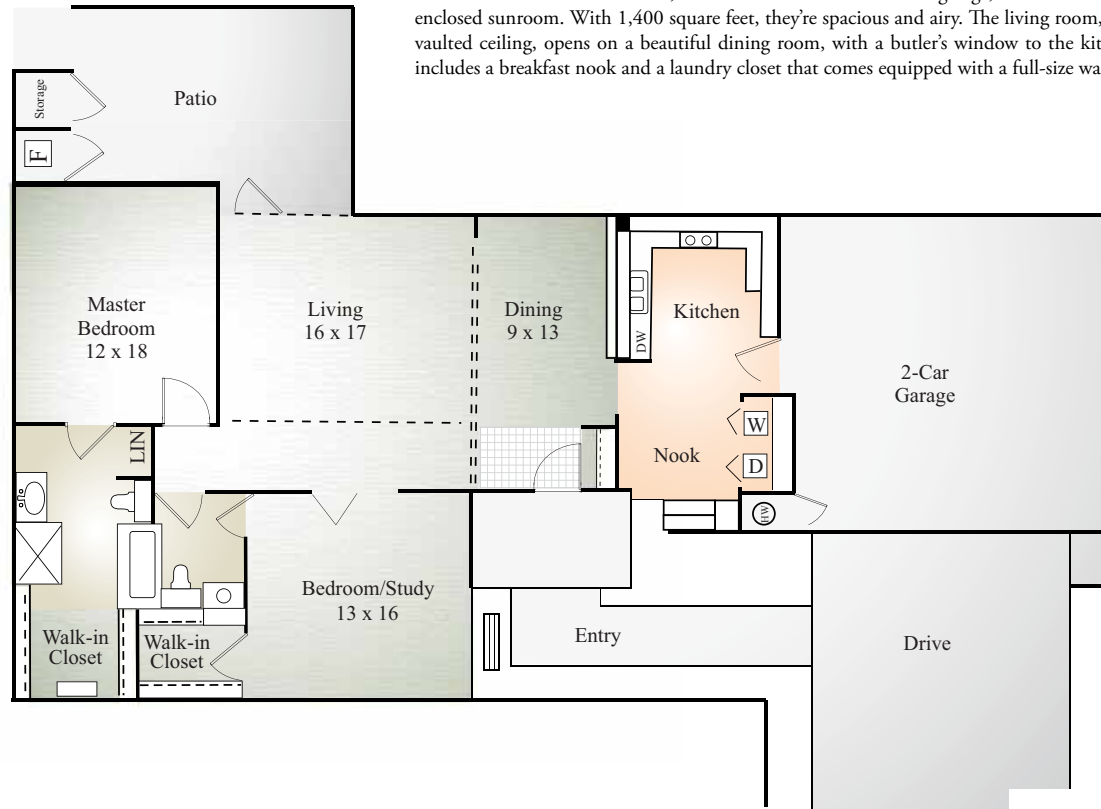 enclosed sunroom. With 1,400 square feet, they're spacious and airy. The living room,
vaulted ceiling, opens on a beautiful dining room, with a butler's window to the kit
includes a breakfast nook and a laundry closet that comes equipped with a full-size wa
Storage
Patio
F
Master
Bedroom
12 x 18
Living
16 x 17
Dining
9 x 13
Kitchen
DW
2-Car
Garage
W
LIN
Nook
D
HW
Bedroom/Study
13 x 16
Walk-in
Closet
Walk-in
Closet
Entry
Drive